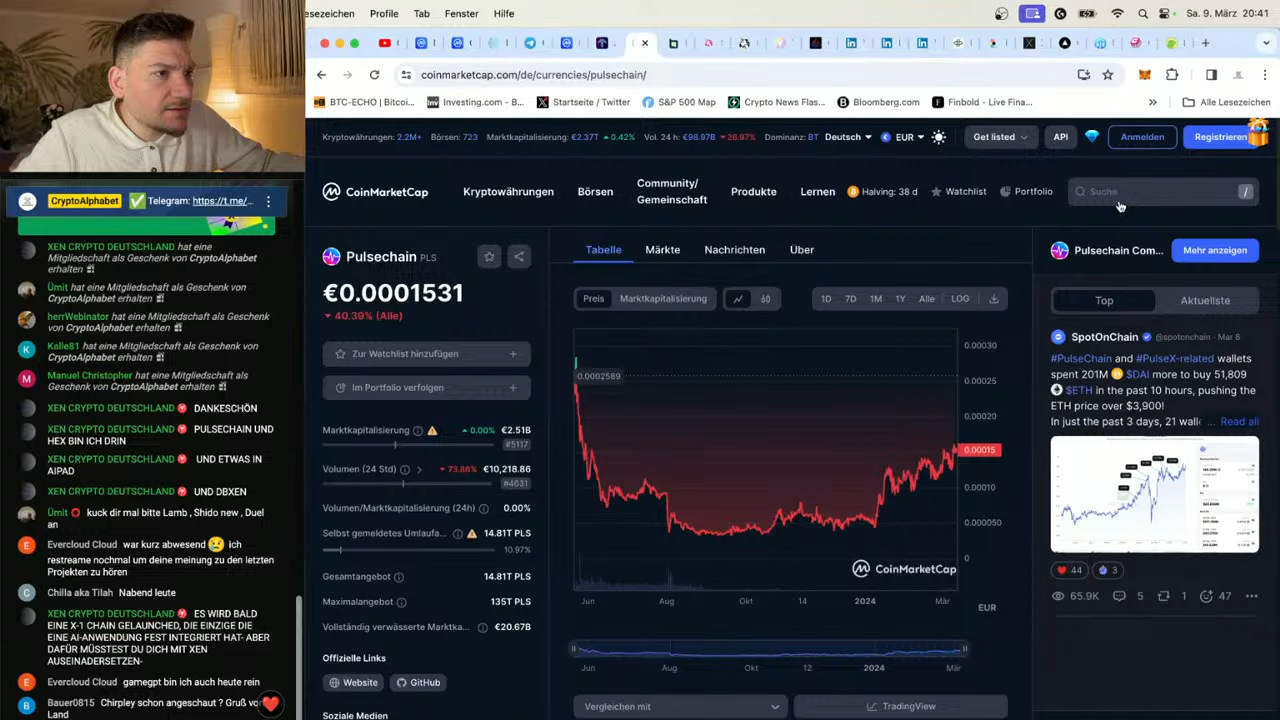 esezeichen Profile Tab Fenster Hilfe
Sa. 9. März 20:41
coinmarketcap.com/de/currencies/pulsechain/
BTC-ECHO | Bitcoi...
Investing.com - B...
Startseite / Twitter
S&P 500 Map
Crypto News Flas...
Bloomberg.com
Finbold - Live Fina...
Alle Lesezeichen
Kryptowährungen: 2.2M+ Börsen: 723 Marktkapitalisierung: €2.37T 0.42% Vol. 24 h: €98.97B 26.97% Dominanz: BT Deutsch EUR
Get listed
API
Anmelden
Registrieren
CoinMarketCap
Kryptowährungen
Börsen
Community/
Gemeinschaft
Produkte
Lernen
Halving: 38 d
Watchlist
Portfolio
Suche /
CryptoAlphabet Telegram: https://t.me/...
XEN CRYPTO DEUTSCHLAND hat eine
Mitgliedschaft als Geschenk von
CryptoAlphabet erhalten
Ümit hat eine Mitgliedschaft als Geschenk von
CryptoAlphabet erhalten
herrWebinator hat eine Mitgliedschaft als
Geschenk von CryptoAlphabet erhalten
Kalle81 hat eine Mitgliedschaft als Geschenk
von CryptoAlphabet erhalten
Manuel Christopher hat eine Mitgliedschaft als
Geschenk von CryptoAlphabet erhalten
XEN CRYPTO DEUTSCHLAND DANKESCHÖN
XEN CRYPTO DEUTSCHLAND PULSECHAIN UND
HEX BIN ICH DRIN
XEN CRYPTO DEUTSCHLAND UND ETWAS IN
AIPAD
XEN CRYPTO DEUTSCHLAND UND DBXEN
Ümit kuck dir mal bitte Lamb , Shido new , Duel
an
Evercloud Cloud war kurz abwesend ich
restreame nochmal um deine meinung zu den letzten
Projekten zu hören
Chilla aka Tilah Nabend leute
XEN CRYPTO DEUTSCHLAND ES WIRD BALD
EINE X-1 CHAIN GELAUNCHED, DIE EINZIGE DIE
EINE AI-ANWENDUNG FEST INTEGRIERT HAT- ABER
DAFÜR MÜSSTEST DU DICH MIT XEN
AUSEINANDERSETZEN-
Evercloud Cloud gamegpt bin ich auch heute rein
Bauer0815 Chirpley schon angeschaut ? Gruß vo
Land
Pulsechain PLS
€0.0001531
40.39% (Alle)
Zur Watchlist hinzufügen +
Im Portfolio verfolgen +
Marktkapitalisierung 0.00% €2.51B
#5117
Volumen (24 Std) 73.86% €10,218.86
#4631
Volumen/Marktkapitalisierung (24h) 0.00%
Selbst gemeldetes Umlaufa... 14.81T PLS
10.97%
Gesamtangebot 14.81T PLS
Maximalangebot 135T PLS
Vollständig verwässerte Marktka... €20.67B
Offizielle Links
Website
GitHub
Soziale Medien
Tabelle Märkte Nachrichten Über
Preis Marktkapitalisierung
1D 7D 1M 1Y Alle LOG
0.00030
0.0002589
0.00025
0.00020
0.00015
0.00010
0.000050
0
CoinMarketCap
Jun Aug Okt 14 2024 Mär EUR
Jun Aug Okt 12 2024 Mär
Vergleichen mit
TradingView
Pulsechain Com...
Mehr anzeigen
Top Aktuellste
SpotOnChain @spotonchain · Mar 8
#PulseChain and #PulseX-related wallets
spent 201M $DAI more to buy 51,809
$ETH in the past 10 hours, pushing the
ETH price over $3,900!
In just the past 3 days, 21 wall ... Read all
44 3
65.9K 5 1 47